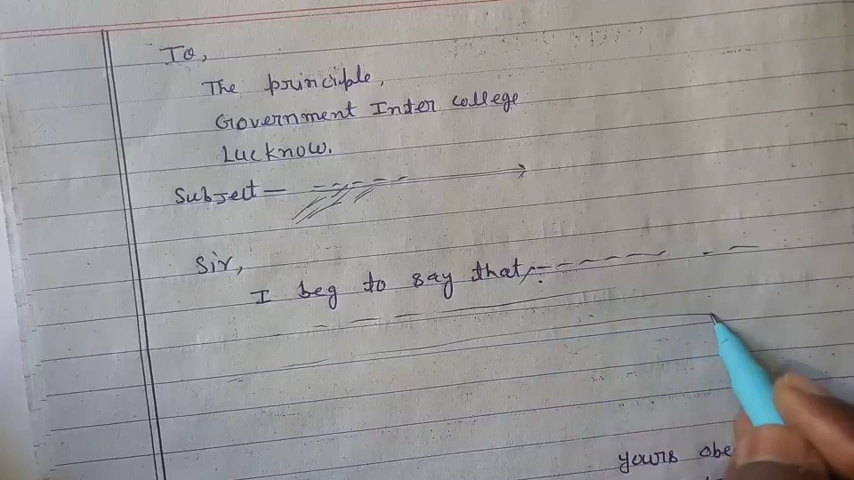 To,
The principle,
Government Inter college
Lucknow.
Subject —
Sir,
I beg to say that,
yours obe